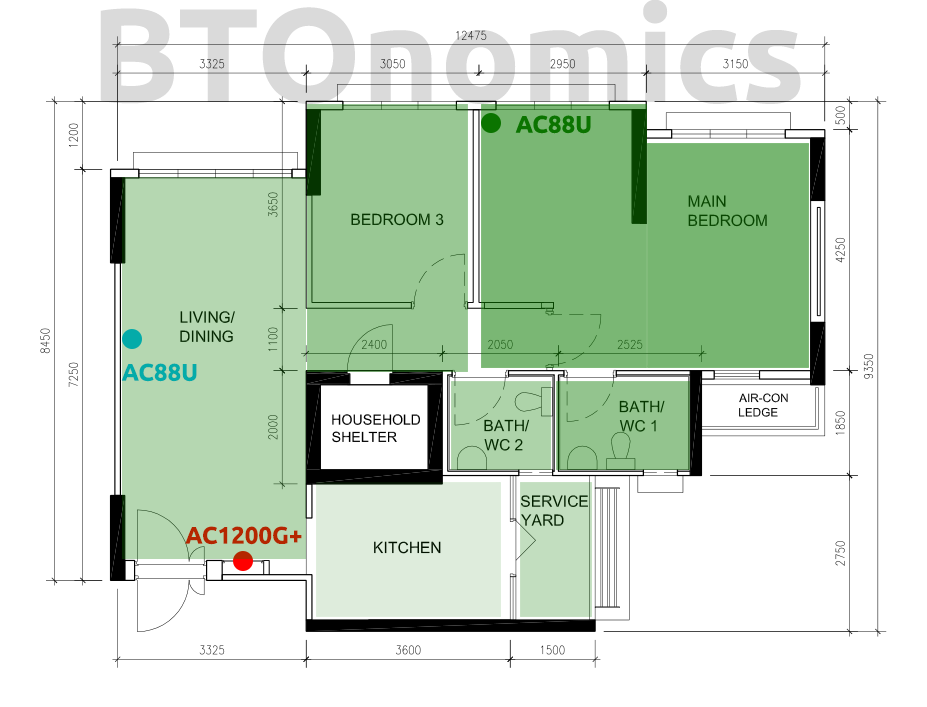 BTOnomics
12475
3325
3050
2950
3150
1200
500
AC88U
3650
MAIN
BEDROOM
BEDROOM 3
4250
LIVING/
DINING
8450
7250
1100
2400
2050
2525
9350
AC88U
HOUSEHOLD
SHELTER
2000
BATH/
WC 2
BATH/
WC 1
AIR-CON
LEDGE
1850
SERVICE
YARD
AC1200G+
KITCHEN
2750
3325
3600
1500